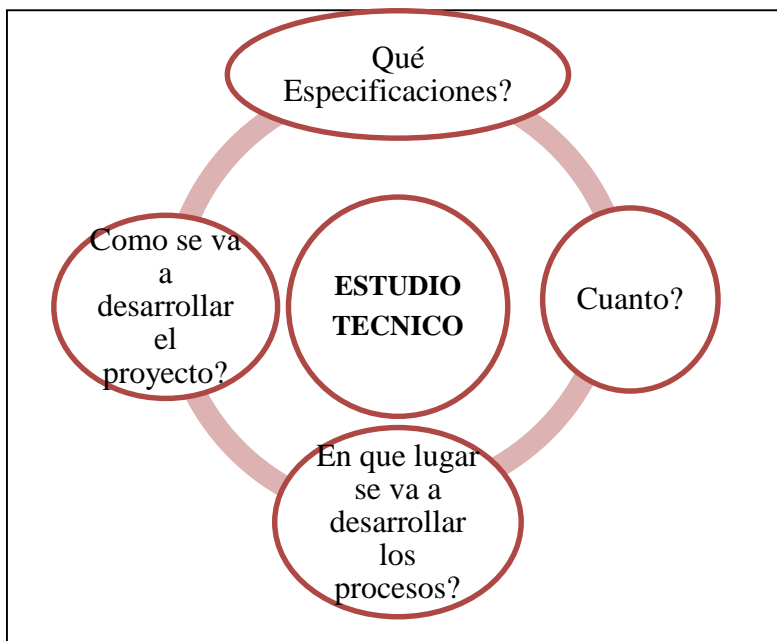 Qué
Especificaciones?
Como se va
a
desarrollar
el
proyecto?
ESTUDIO
TECNICO
Cuanto?
En que lugar
se va a
desarrollar
los
procesos?